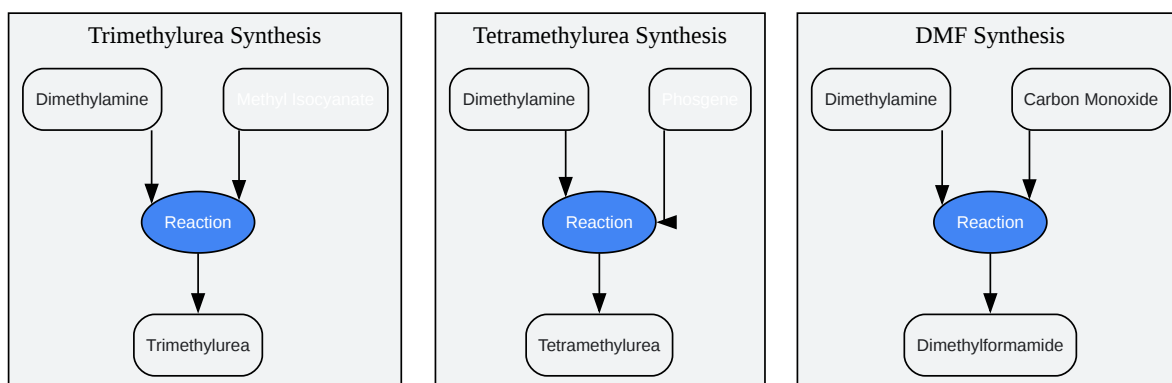 Trimethylurea Synthesis
Dimethylamine
Methyl Isocyanate
Reaction
Trimethylurea
Tetramethylurea Synthesis
Dimethylamine
Phosgene
Reaction
Tetramethylurea
DMF Synthesis
Dimethylamine
Carbon Monoxide
Reaction
Dimethylformamide